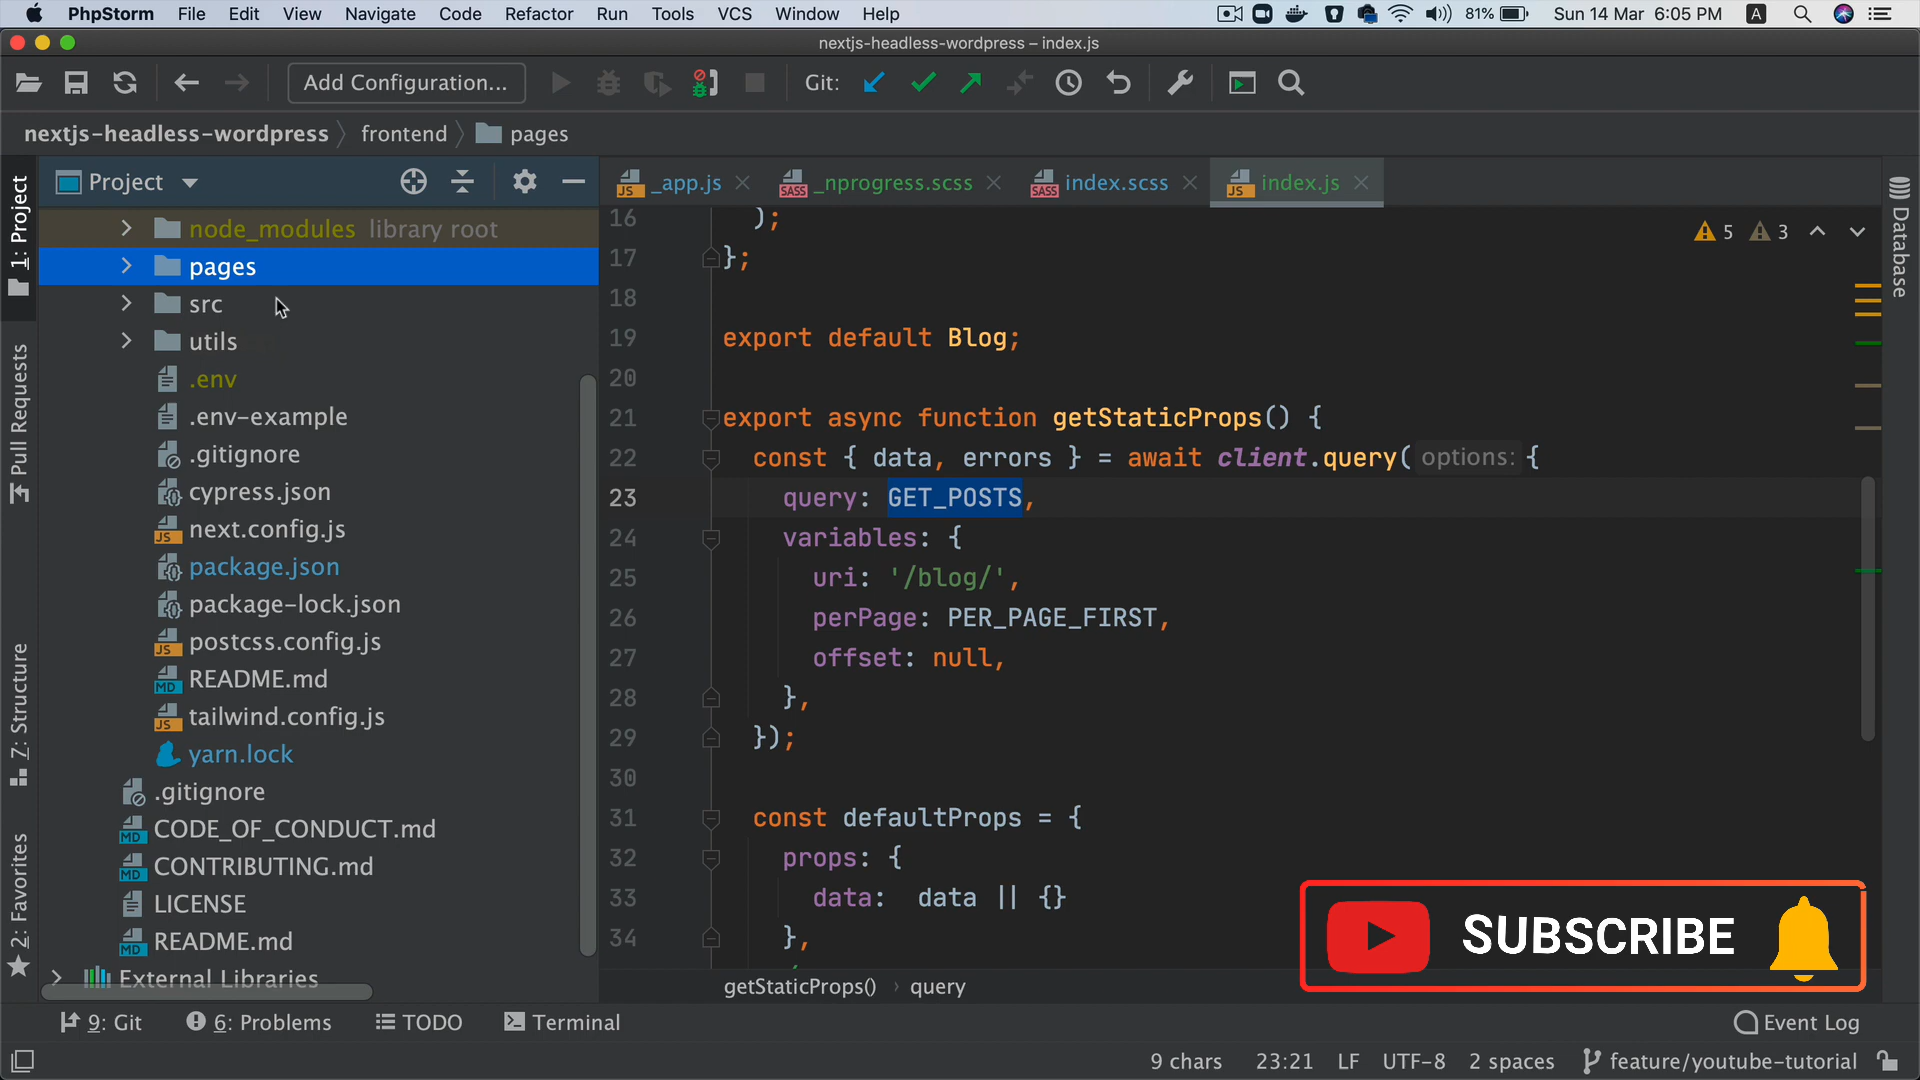 PhpStorm File Edit View Navigate Code Refactor Run Tools VCS Window Help 81% Sun 14 Mar 6:05 PM A
nextjs-headless-wordpress – index.js
Add Configuration... Git:
nextjs-headless-wordpress frontend pages
Project
_app.js _nprogress.scss index.scss index.js
1: Project
Pull Requests
Z: Structure
2: Favorites
node_modules library root
pages
src
utils
.env
.env-example
.gitignore
cypress.json
next.config.js
package.json
package-lock.json
postcss.config.js
README.md
tailwind.config.js
yarn.lock
.gitignore
CODE_OF_CONDUCT.md
CONTRIBUTING.md
LICENSE
README.md
External Libraries
5 3
Database
16 );
17 };
18
19 export default Blog;
20
21 export async function getStaticProps() {
22 const { data, errors } = await client.query( options: {
23 query: GET_POSTS,
24 variables: {
25 uri: '/blog/',
26 perPage: PER_PAGE_FIRST,
27 offset: null,
28 },
29 });
30
31 const defaultProps = {
32 props: {
33 data: data || {}
34 },
SUBSCRIBE
getStaticProps() › query
9: Git 6: Problems TODO Terminal Event Log
9 chars 23:21 LF UTF-8 2 spaces feature/youtube-tutorial